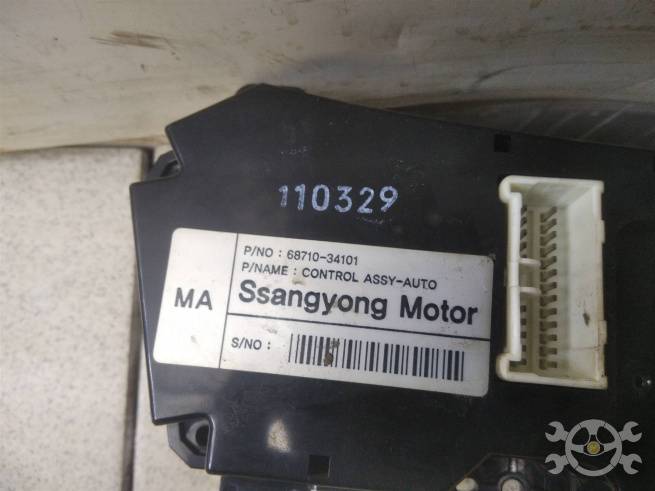 110329
P/NO : 68710-34101
P/NAME : CONTROL ASSY-AUTO
MA
Ssangyong Motor
S/NO :